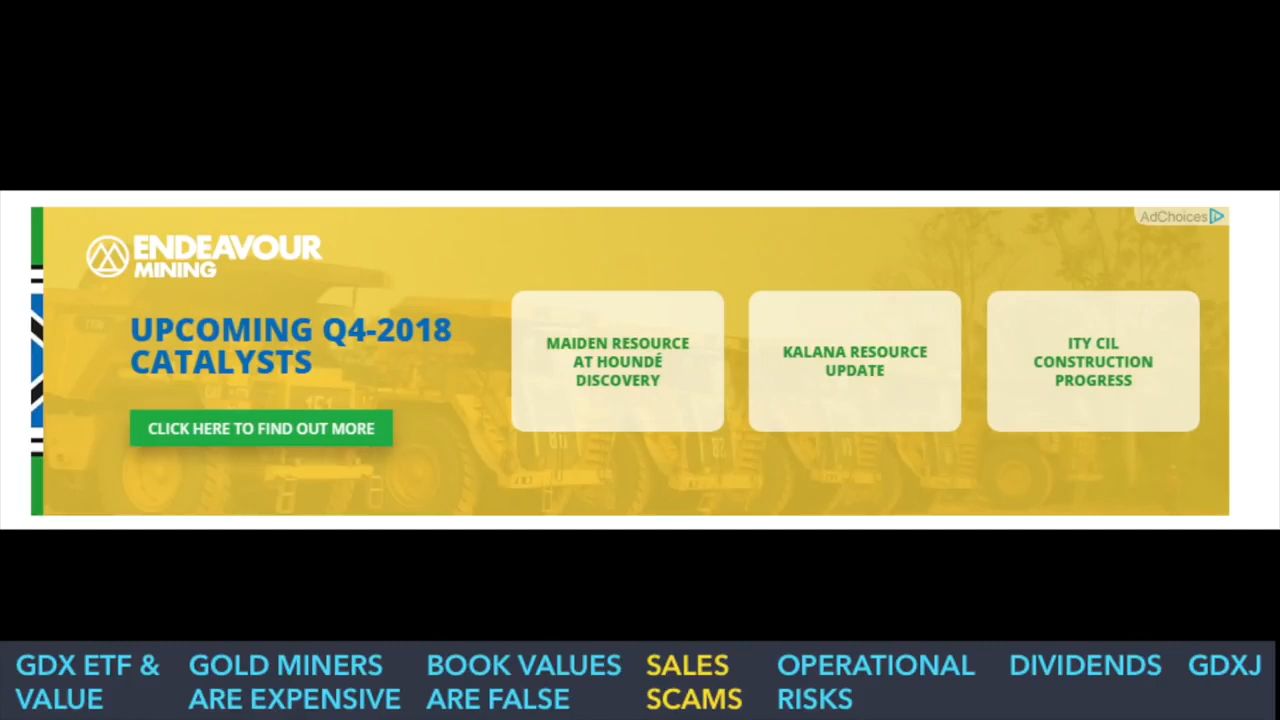 AdChoices
ENDEAVOUR
MINING
UPCOMING Q4-2018
CATALYSTS
CLICK HERE TO FIND OUT MORE
MAIDEN RESOURCE
AT HOUNDÉ
DISCOVERY
KALANA RESOURCE
UPDATE
ITY CIL
CONSTRUCTION
PROGRESS
GDX ETF &
VALUE
GOLD MINERS
ARE EXPENSIVE
BOOK VALUES
ARE FALSE
SALES
SCAMS
OPERATIONAL
RISKS
DIVIDENDS
GDXJ